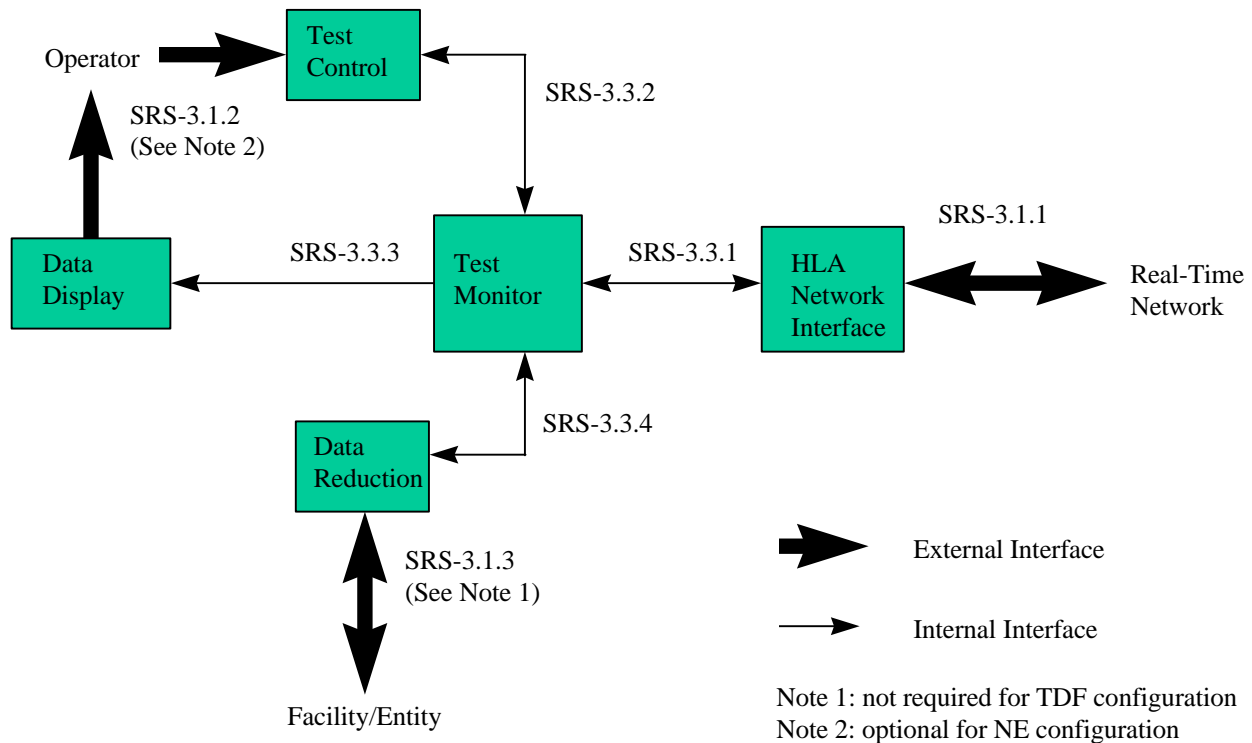 Test
Control
Operator
SRS-3.3.2
SRS-3.1.2
(See Note 2)
SRS-3.1.1
Data
Display
SRS-3.3.3
Test
Monitor
SRS-3.3.1
HLA
Network
Interface
Real-Time
Network
SRS-3.3.4
Data
Reduction
SRS-3.1.3
(See Note 1)
External Interface
Internal Interface
Facility/Entity
Note 1: not required for TDF configuration
Note 2: optional for NE configuration